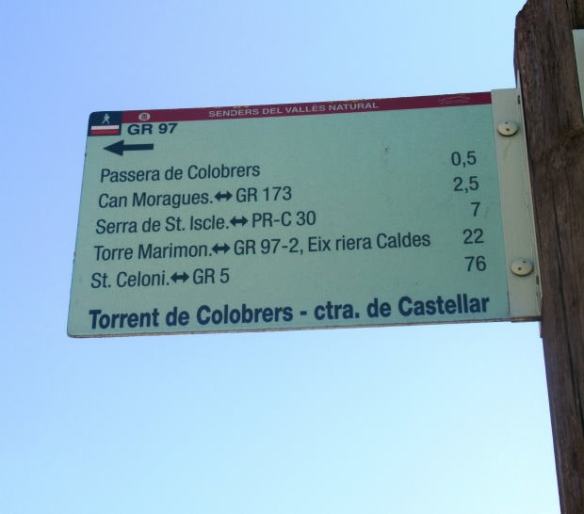 SENDERS DEL VALLÈS NATURAL
GR 97
Passera de Colobrers 0,5
Can Moragues.↔ GR 173 2,5
Serra de St. Iscle.↔ PR-C 30 7
Torre Marimon.↔ GR 97-2, Eix riera Caldes 22
St. Celoni.↔ GR 5 76
Torrent de Colobrers - ctra. de Castellar